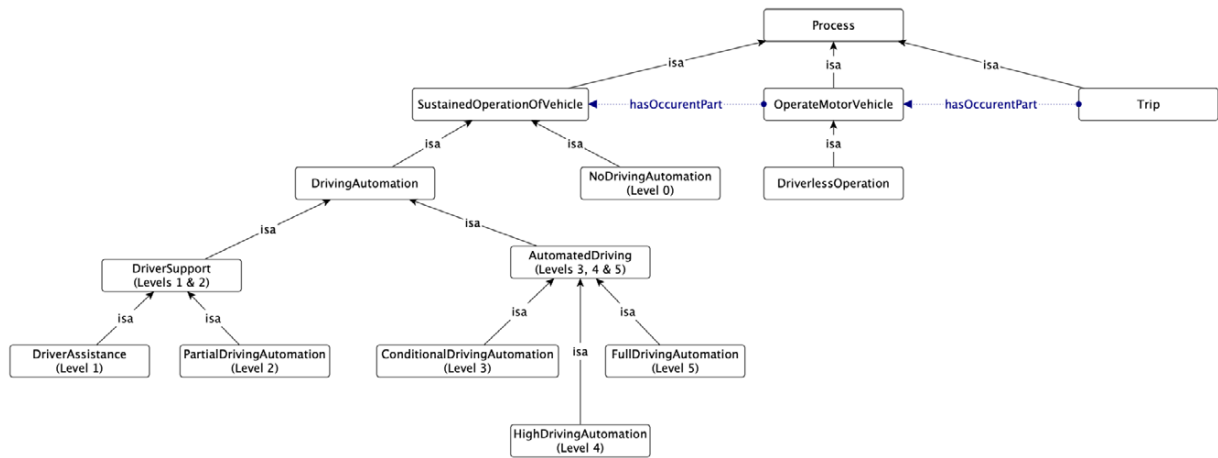 Process
isa
isa
isa
SustainedOperationOfVehicle
hasOccurentPart
OperateMotorVehicle
hasOccurentPart
Trip
isa
isa
isa
DrivingAutomation
NoDrivingAutomation
(Level 0)
DriverlessOperation
isa
isa
DriverSupport
(Levels 1 & 2)
AutomatedDriving
(Levels 3, 4 & 5)
isa
isa
isa
isa
isa
DriverAssistance
(Level 1)
PartialDrivingAutomation
(Level 2)
ConditionalDrivingAutomation
(Level 3)
FullDrivingAutomation
(Level 5)
HighDrivingAutomation
(Level 4)